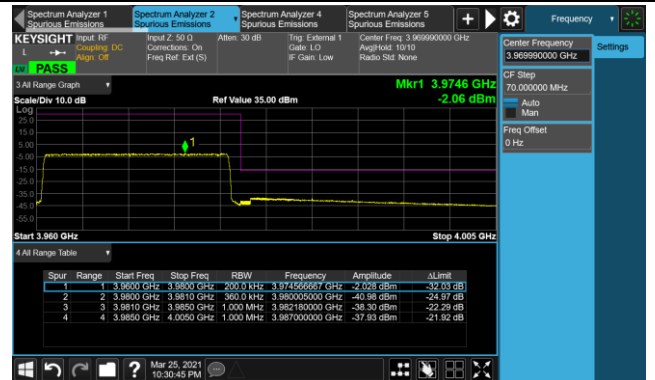 Spectrum Analyzer 1
Spurious Emissions
Spectrum Analyzer 2
Spurious Emissions
Spectrum Analyzer 3
Spurious Emissions
Spectrum Analyzer 4
Spurious Emissions
Spectrum Analyzer 5
Spurious Emissions
Frequency
KEYSIGHT
L
Input: RF
Coupling: DC
Align: Off
Input Z: 50 Ω
Corrections: On
Freq Ref: Ext (S)
Atten: 30 dB
Trig: External 1
Gate: LO
IF Gain: Low
Center Freq: 3.969990000 GHz
Avg|Hold: 10/10
Radio Std: None
PASS
Center Frequency
3.969990000 GHz
Settings
CF Step
70.000000 MHz
Auto
Man
Freq Offset
0 Hz
3 All Range Graph
Mkr1 3.9746 GHz
Scale/Div 10.0 dB
Ref Value 35.00 dBm
-2.06 dBm
Log
25.0
15.0
5.00
-5.00
-15.0
-25.0
-35.0
-45.0
-55.0
1
Start 3.960 GHz
Stop 4.005 GHz
4 All Range Table
Spur Range Start Freq Stop Freq RBW Frequency Amplitude ΔLimit
1 1 3.9600 GHz 3.9800 GHz 200.0 kHz 3.974566667 GHz -2.028 dBm -32.03 dB
2 2 3.9800 GHz 3.9810 GHz 360.0 kHz 3.980005000 GHz -40.98 dBm -24.97 dB
3 3 3.9810 GHz 3.9850 GHz 1.000 MHz 3.982180000 GHz -38.30 dBm -22.29 dB
4 4 3.9850 GHz 4.0050 GHz 1.000 MHz 3.987000000 GHz -37.93 dBm -21.92 dB
Mar 25, 2021
10:30:45 PM